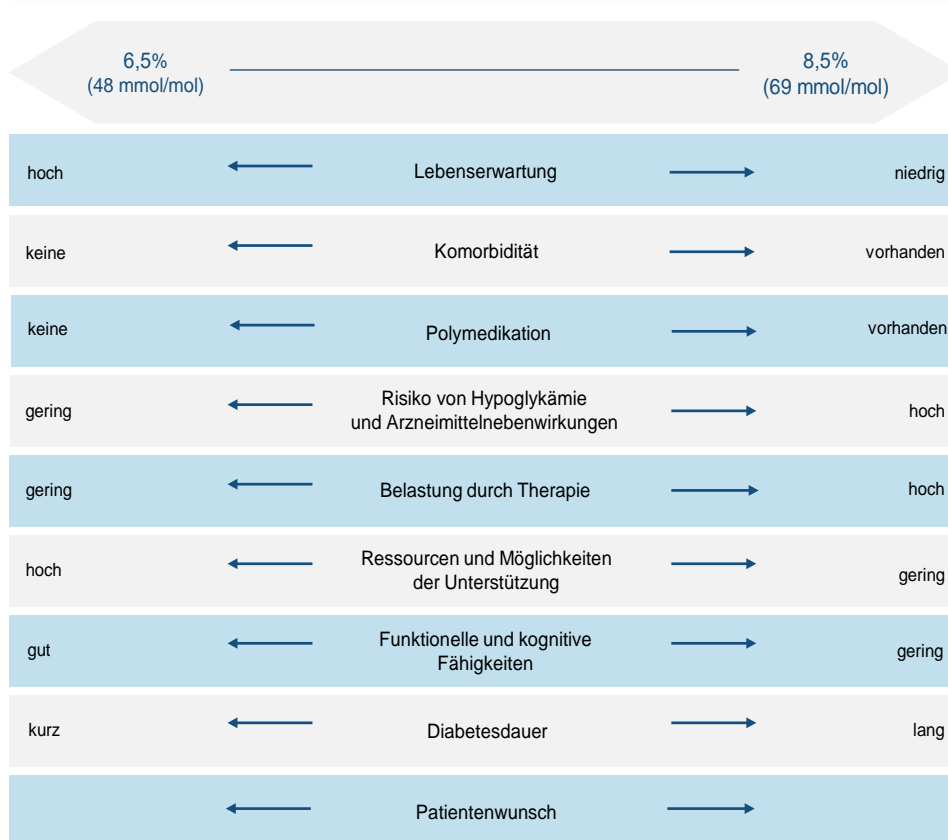 6,5%
(48 mmol/mol)
8,5%
(69 mmol/mol)
hoch
Lebenserwartung
niedrig
keine
Komorbidität
vorhanden
keine
Polymedikation
vorhanden
gering
Risiko von Hypoglykämie
und Arzneimittelnebenwirkungen
hoch
gering
Belastung durch Therapie
hoch
hoch
Ressourcen und Möglichkeiten
der Unterstützung
gering
gut
Funktionelle und kognitive
Fähigkeiten
gering
kurz
Diabetesdauer
lang
Patientenwunsch